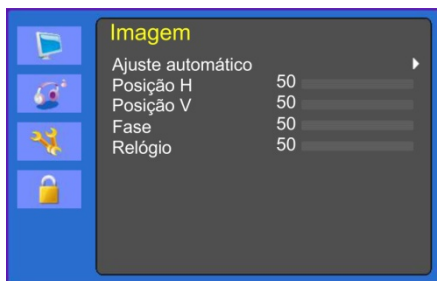 Imagem
Ajuste automático
Posição H 50
Posição V 50
Fase 50
Relógio 50